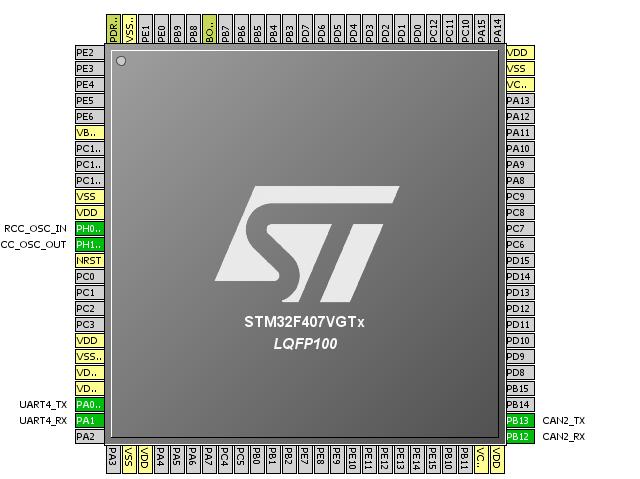 PDR..
VSS..
PE1
PE0
PB9
PB8
BO..
PB7
PB6
PB5
PB4
PB3
PD7
PD6
PD5
PD4
PD3
PD2
PD1
PD0
PC12
PC11
PC10
PA15
PA14
PE2
PE3
PE4
PE5
PE6
VB..
PC1..
PC1..
PC1..
VSS
VDD
RCC_OSC_IN PH0..
CC_OSC_OUT PH1..
NRST
PC0
PC1
PC2
PC3
VDD
VSS..
VD..
VD..
UART4_TX PA0..
UART4_RX PA1
PA2
STM32F407VGTx
LQFP100
VDD
VSS
VC..
PA13
PA12
PA11
PA10
PA9
PA8
PC9
PC8
PC7
PC6
PD15
PD14
PD13
PD12
PD11
PD10
PD9
PD8
PB15
PB14
PB13 CAN2_TX
PB12 CAN2_RX
PA3
VSS
VDD
PA4
PA5
PA6
PA7
PC4
PC5
PB0
PB1
PB2
PE7
PE8
PE9
PE10
PE11
PE12
PE13
PE14
PE15
PB10
PB11
VC..
VDD